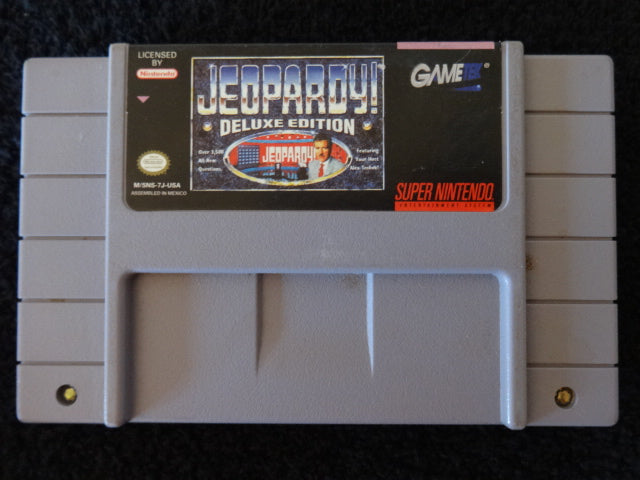 LICENSED BY
Nintendo
JEOPARDY!
DELUXE EDITION
GAMETEK®
Over 3,500
All-New
Questions.
JEOPARDY!
Featuring
Your Host
Alex Trebek!
M/SNS-7J-USA
ASSEMBLED IN MEXICO
SUPER NINTENDO
ENTERTAINMENT SYSTEM